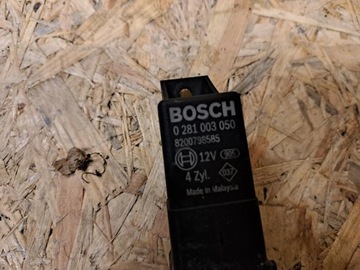 BOSCH
0 281 003 050
8200798585
12V
4 Zyl.
Made in Malaysia